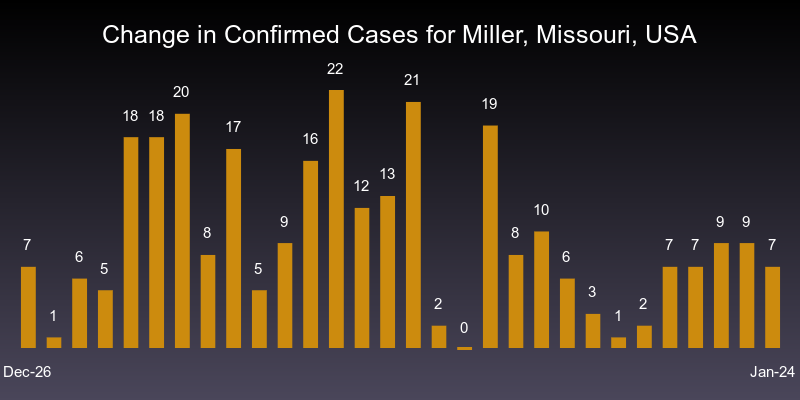 Change in Confirmed Cases for Miller, Missouri, USA
7 1 6 5 18 18 20 8 17 5 9 16 22 12 13 21 2 0 19 8 10 6 3 1 2 7 7 9 9 7
Dec-26 Jan-24